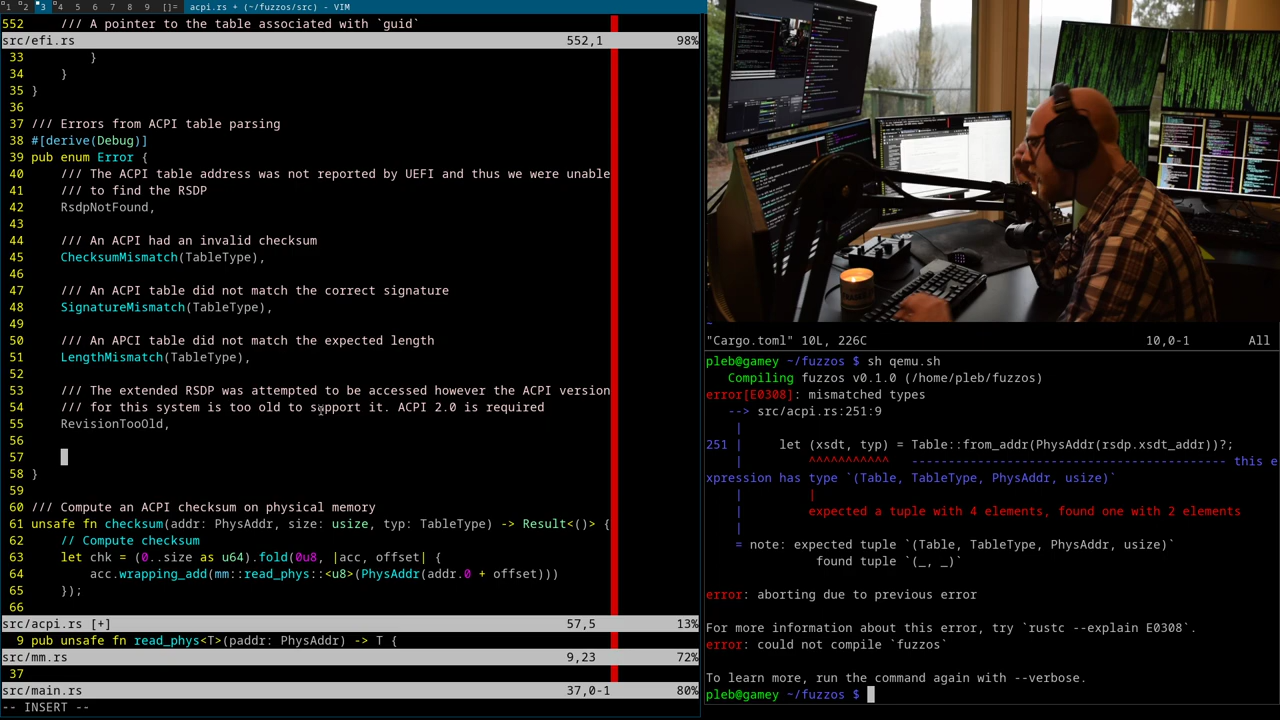 1 2 3 4 5 6 7 8 9 []= acpi.rs + (~/fuzzos/src) - VIM
552     /// A pointer to the table associated with `guid`
src/efi.rs 552,1 98%
33         }
34     }
35 }
36
37 /// Errors from ACPI table parsing
38 #[derive(Debug)]
39 pub enum Error {
40     /// The ACPI table address was not reported by UEFI and thus we were unable
41     /// to find the RSDP
42     RsdpNotFound,
43
44     /// An ACPI had an invalid checksum
45     ChecksumMismatch(TableType),
46
47     /// An ACPI table did not match the correct signature
48     SignatureMismatch(TableType),
49
50     /// An APCI table did not match the expected length
51     LengthMismatch(TableType),
52
53     /// The extended RSDP was attempted to be accessed however the ACPI version
54     /// for this system is too old to support it. ACPI 2.0 is required
55     RevisionTooOld,
56
57
58 }
59
60 /// Compute an ACPI checksum on physical memory
61 unsafe fn checksum(addr: PhysAddr, size: usize, typ: TableType) -> Result<()> {
62     // Compute checksum
63     let chk = (0..size as u64).fold(0u8, |acc, offset| {
64         acc.wrapping_add(mm::read_phys::<u8>(PhysAddr(addr.0 + offset)))
65     });
66
src/acpi.rs [+] 57,5 13%
9 pub unsafe fn read_phys<T>(paddr: PhysAddr) -> T {
src/mm.rs 9,23 72%
37
src/main.rs 37,0-1 80%
-- INSERT --
~
"Cargo.toml" 10L, 226C 10,0-1 All
pleb@gamey ~/fuzzos $ sh qemu.sh
   Compiling fuzzos v0.1.0 (/home/pleb/fuzzos)
error[E0308]: mismatched types
   --> src/acpi.rs:251:9
    |
251 |     let (xsdt, typ) = Table::from_addr(PhysAddr(rsdp.xsdt_addr))?;
    |         ^^^^^^^^^^^   ------------------------------------------- this e
xpression has type `(Table, TableType, PhysAddr, usize)`
    |         |
    |         expected a tuple with 4 elements, found one with 2 elements
    |
    = note: expected tuple `(Table, TableType, PhysAddr, usize)`
               found tuple `(_, _)`
error: aborting due to previous error
For more information about this error, try `rustc --explain E0308`.
error: could not compile `fuzzos`
To learn more, run the command again with --verbose.
pleb@gamey ~/fuzzos $